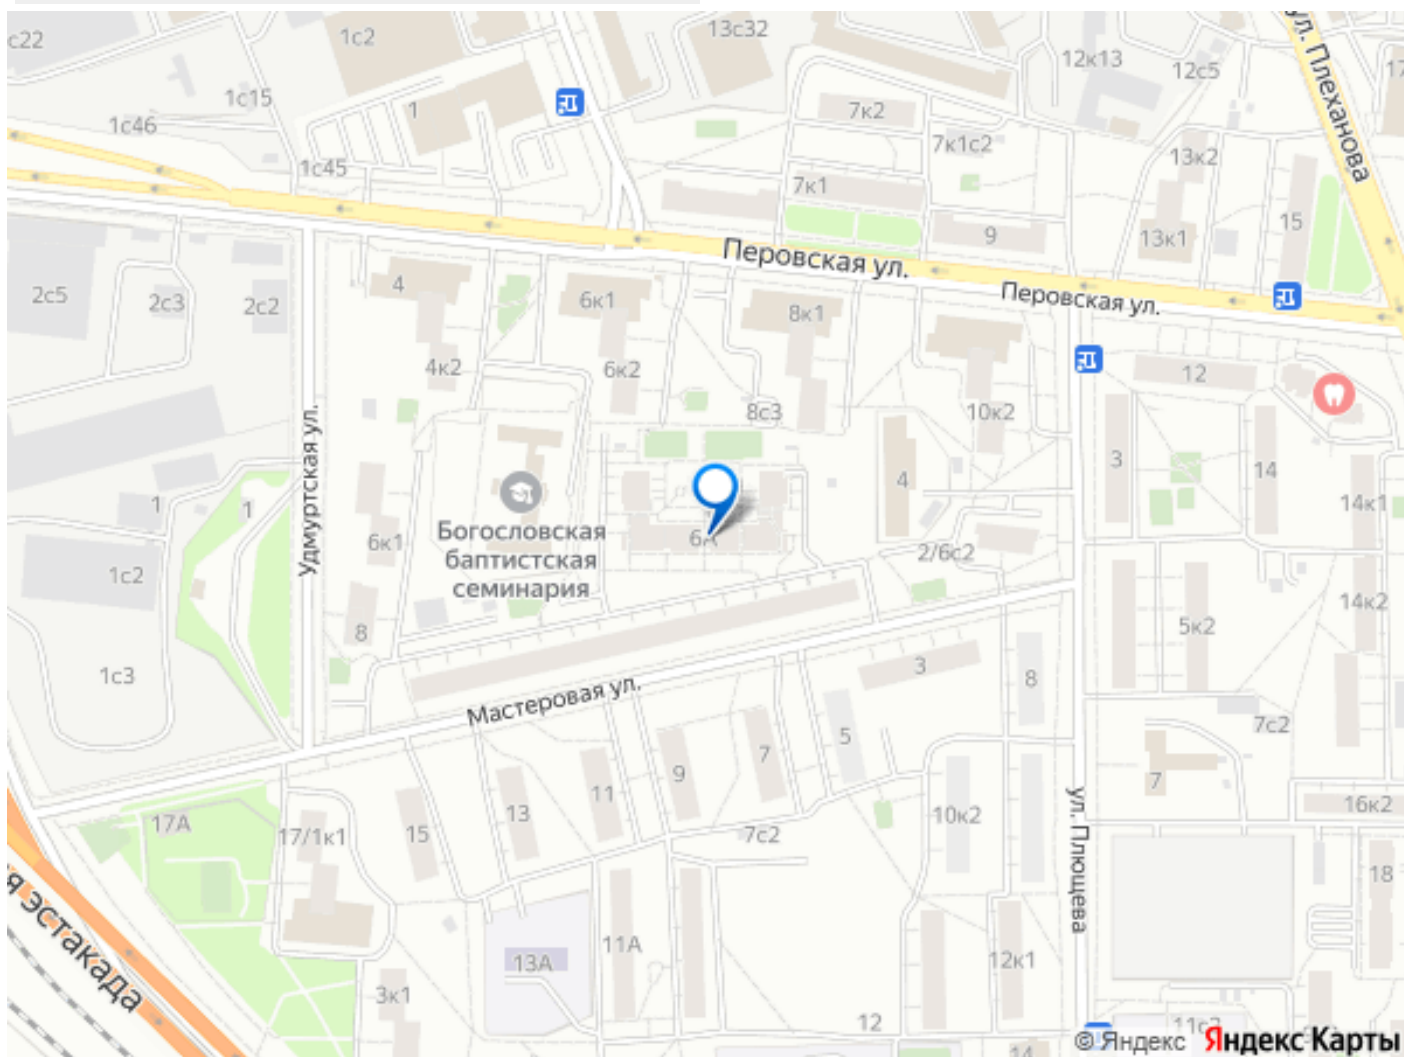 с22
1с2
13с32
12к13
12с5
ул. Плеханова
17
1с15
1
7к2
1с46
7к1с2
13к2
1с45
7к1
15
9
13к1
Перовская ул.
Перовская ул.
2с5
2с3
2с2
4
6к1
8к1
4к2
6к2
12
8с3
10к2
Удмуртская ул.
3
14
4
1
1
14к1
Богословская
баптистская
семинария
6к1
6А
2/6с2
1с2
14к2
8
5к2
1с3
3
8
Мастеровая ул.
7с2
5
7
9
11
7
13
16к2
17А
17/1к1
15
7с2
10к2
ул. Плющева
18
я эстакада
11А
13А
12к1
3к1
12
11с2
14
© Яндекс
Яндекс Карты